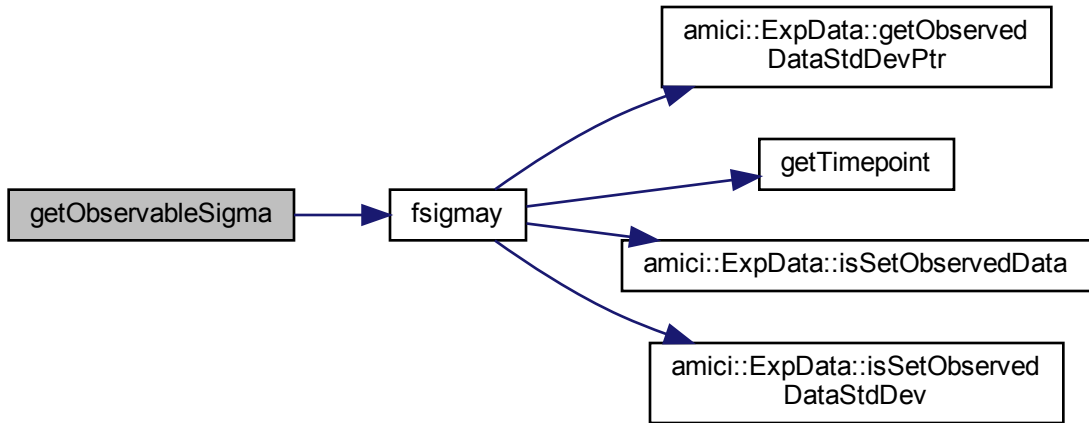 getObservableSigma
fsigmay
amici::ExpData::getObserved
DataStdDevPtr
getTimepoint
amici::ExpData::isSetObservedData
amici::ExpData::isSetObserved
DataStdDev